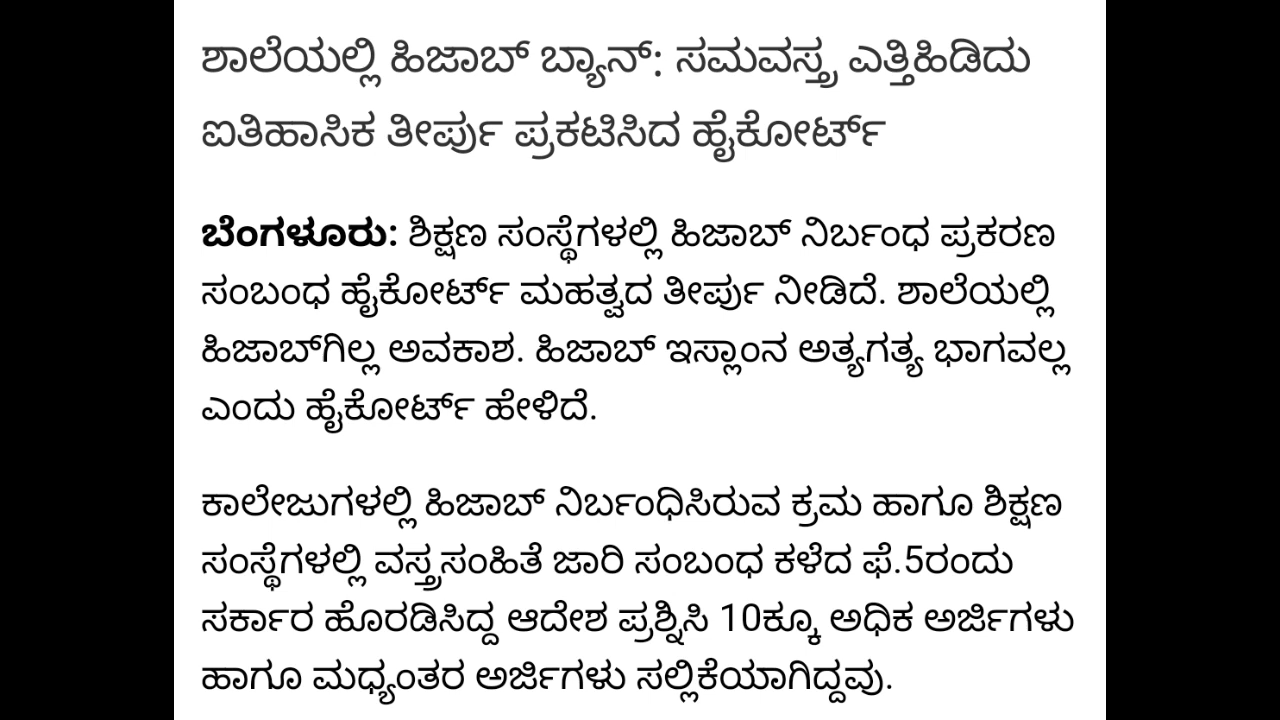 ಶಾಲೆಯಲ್ಲಿ ಹಿಜಾಬ್ ಬ್ಯಾನ್: ಸಮವಸ್ತ್ರ ಎತ್ತಿಹಿಡಿದು
ಐತಿಹಾಸಿಕ ತೀರ್ಪು ಪ್ರಕಟಿಸಿದ ಹೈಕೋರ್ಟ್
ಬೆಂಗಳೂರು: ಶಿಕ್ಷಣ ಸಂಸ್ಥೆಗಳಲ್ಲಿ ಹಿಜಾಬ್ ನಿರ್ಬಂಧ ಪ್ರಕರಣ
ಸಂಬಂಧ ಹೈಕೋರ್ಟ್ ಮಹತ್ವದ ತೀರ್ಪು ನೀಡಿದೆ. ಶಾಲೆಯಲ್ಲಿ
ಹಿಜಾಬ್‌ಗಿಲ್ಲ ಅವಕಾಶ. ಹಿಜಾಬ್ ಇಸ್ಲಾಂನ ಅತ್ಯಗತ್ಯ ಭಾಗವಲ್ಲ
ಎಂದು ಹೈಕೋರ್ಟ್ ಹೇಳಿದೆ.
ಕಾಲೇಜುಗಳಲ್ಲಿ ಹಿಜಾಬ್ ನಿರ್ಬಂಧಿಸಿರುವ ಕ್ರಮ ಹಾಗೂ ಶಿಕ್ಷಣ
ಸಂಸ್ಥೆಗಳಲ್ಲಿ ವಸ್ತ್ರಸಂಹಿತೆ ಜಾರಿ ಸಂಬಂಧ ಕಳೆದ ಫೆ.5ರಂದು
ಸರ್ಕಾರ ಹೊರಡಿಸಿದ್ದ ಆದೇಶ ಪ್ರಶ್ನಿಸಿ 10ಕ್ಕೂ ಅಧಿಕ ಅರ್ಜಿಗಳು
ಹಾಗೂ ಮಧ್ಯಂತರ ಅರ್ಜಿಗಳು ಸಲ್ಲಿಕೆಯಾಗಿದ್ದವು.